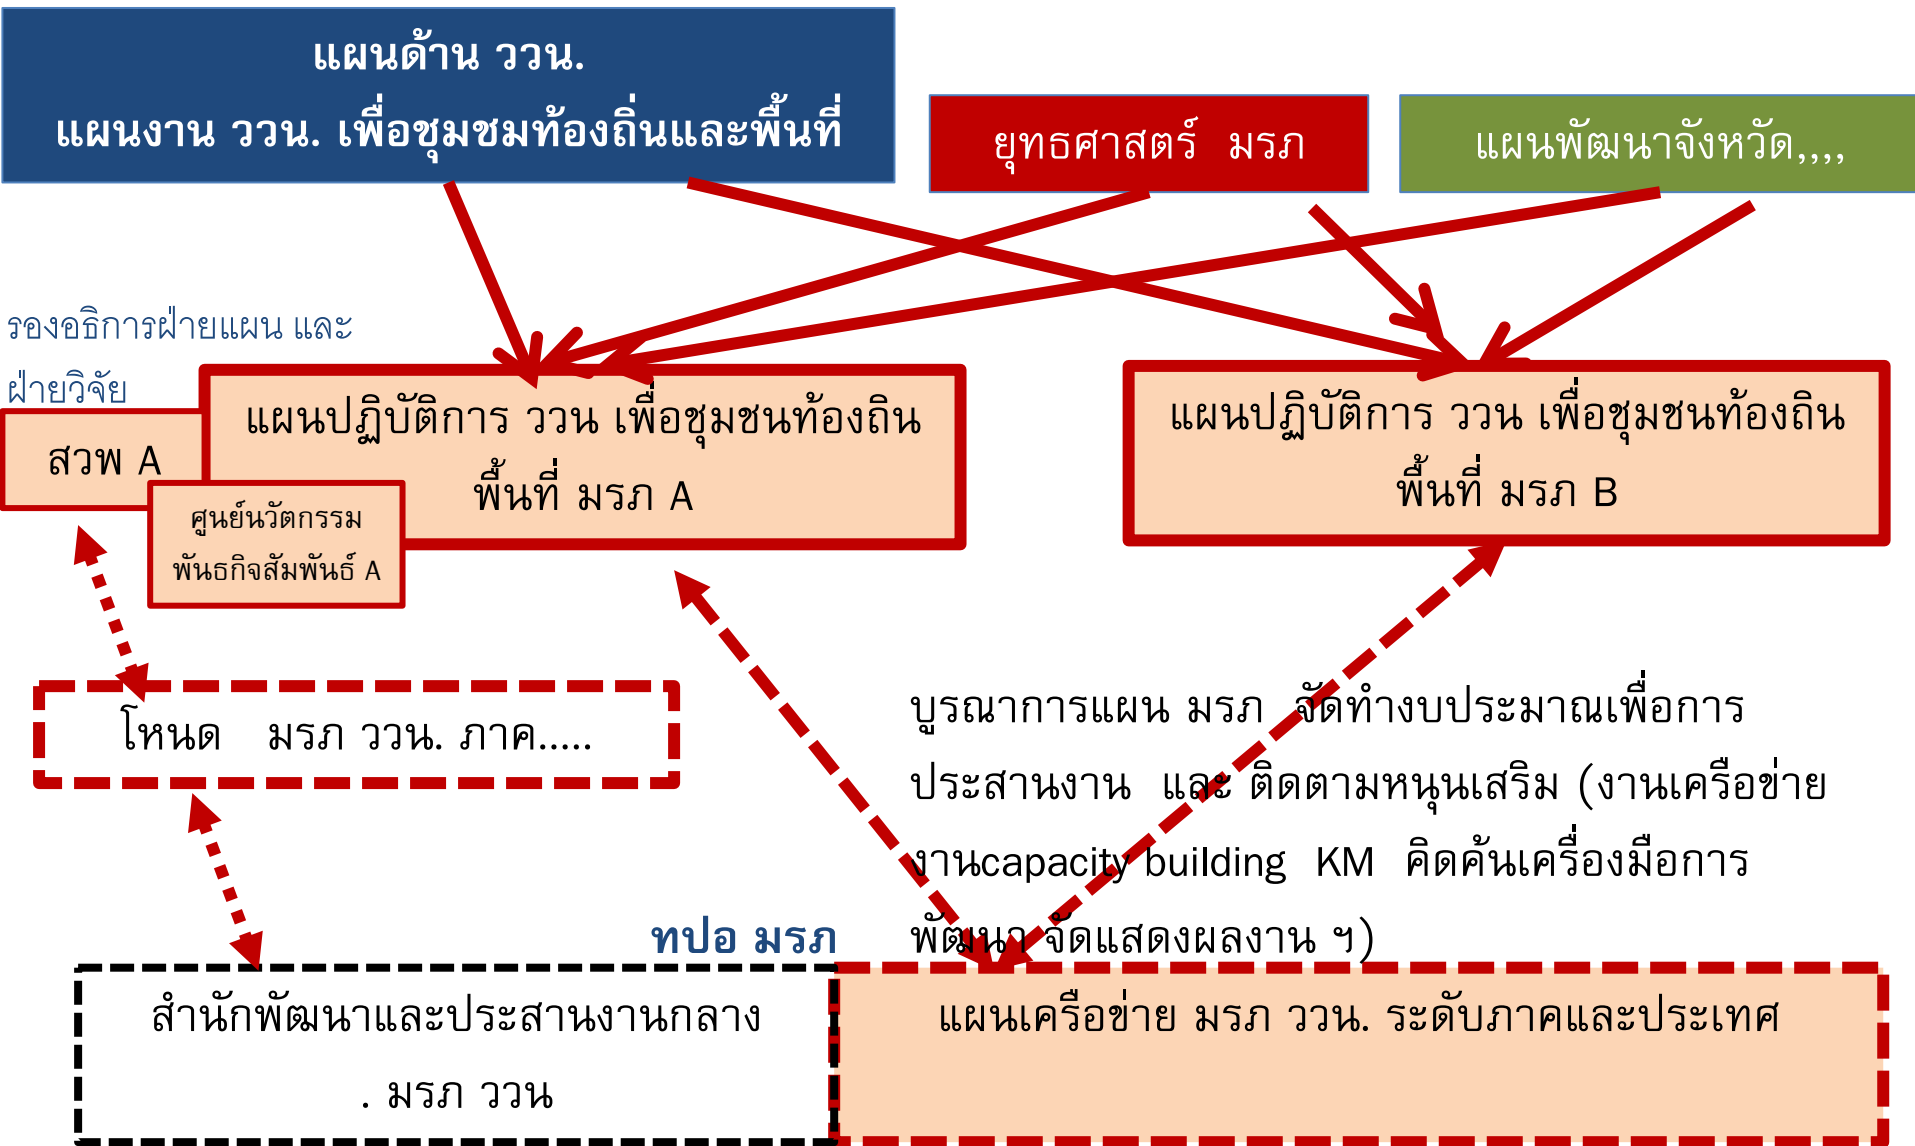 แผนด้าน ววน.
แผนงาน ววน. เพื่อชุมชมท้องถิ่นและพื้นที่
ยุทธศาสตร์ มรภ
แผนพัฒนาจังหวัด,,,,
รองอธิการฝ่ายแผน และ
ฝ่ายวิจัย
สวพ A
แผนปฏิบัติการ ววน เพื่อชุมชนท้องถิน
พื้นที่ มรภ A
ศูนย์นวัตกรรม
พันธกิจสัมพันธ์ A
แผนปฏิบัติการ ววน เพื่อชุมชนท้องถิน
พื้นที่ มรภ B
โหนด มรภ ววน. ภาค.....
บูรณาการแผน มรภ จัดทำงบประมาณเพื่อการ
ประสานงาน และ ติดตามหนุนเสริม (งานเครือข่าย
งานcapacity building KM คิดค้นเครื่องมือการ
พัฒนา จัดแสดงผลงาน ฯ)
ทปอ มรภ
สำนักพัฒนาและประสานงานกลาง
. มรภ ววน
แผนเครือข่าย มรภ ววน. ระดับภาคและประเทศ